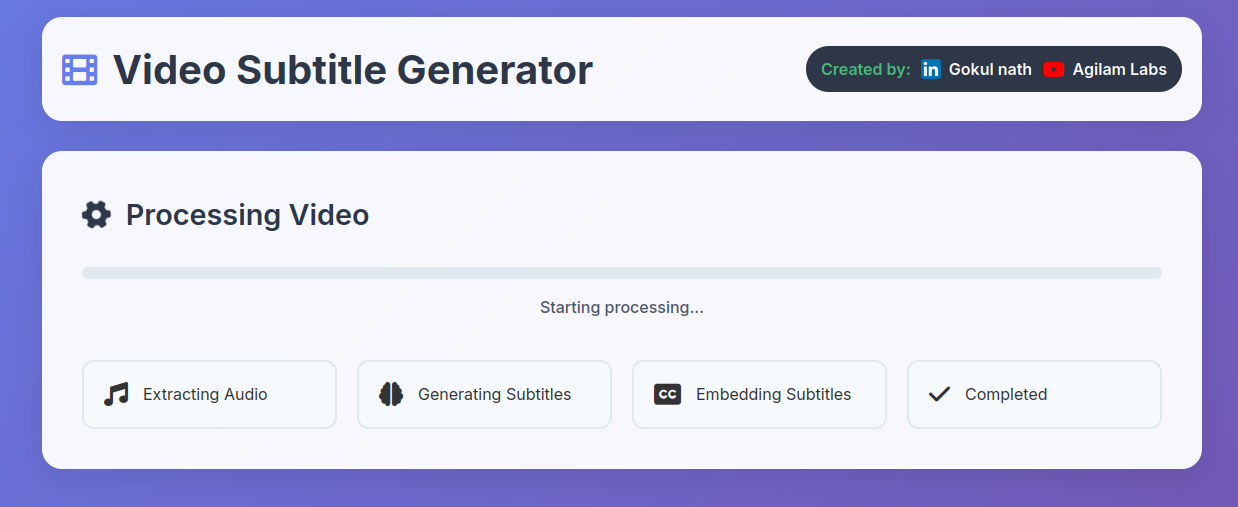 Video Subtitle Generator
Created by: in Gokul nath Agilam Labs
Processing Video
Starting processing...
Extracting Audio
Generating Subtitles
CC Embedding Subtitles
Completed